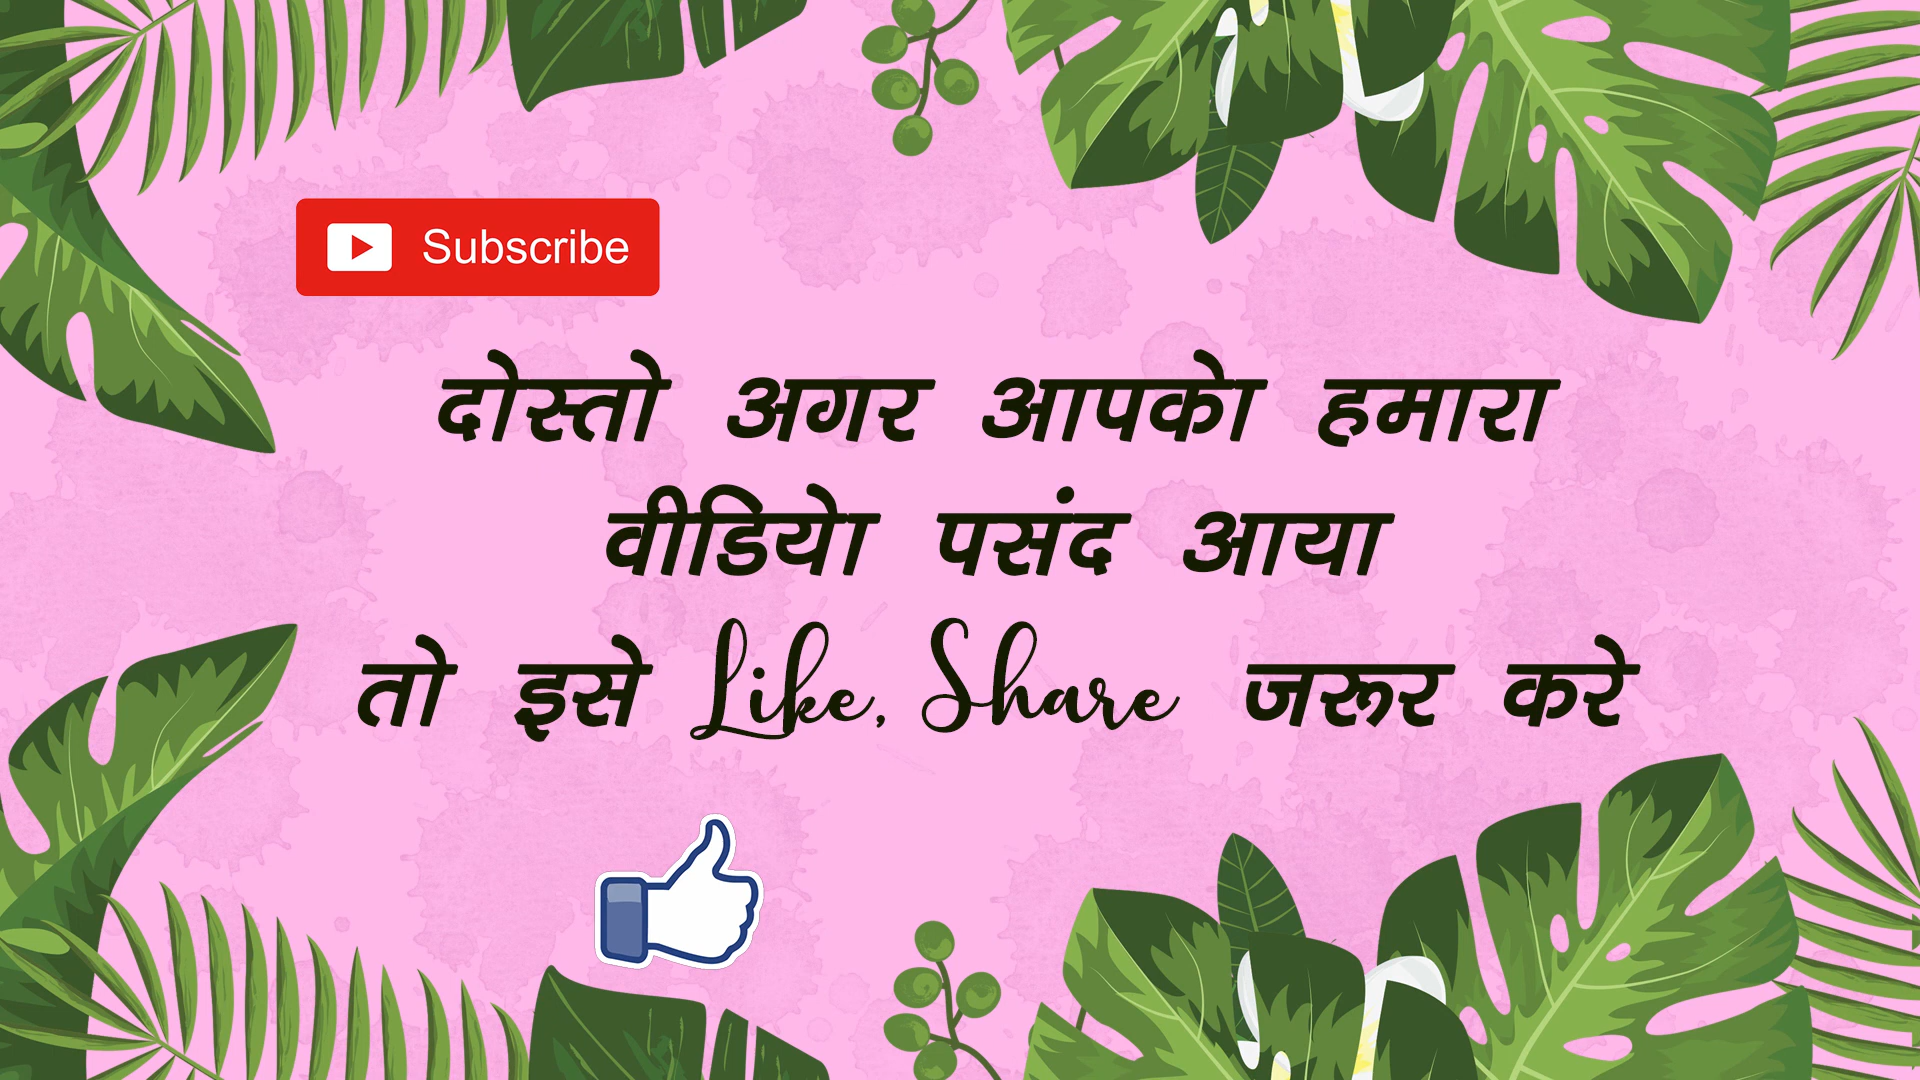 Subscribe
दोस्तो अगर आपको हमारा
वीडियो पसंद आया
तो इसे Like, Share जरूर करे